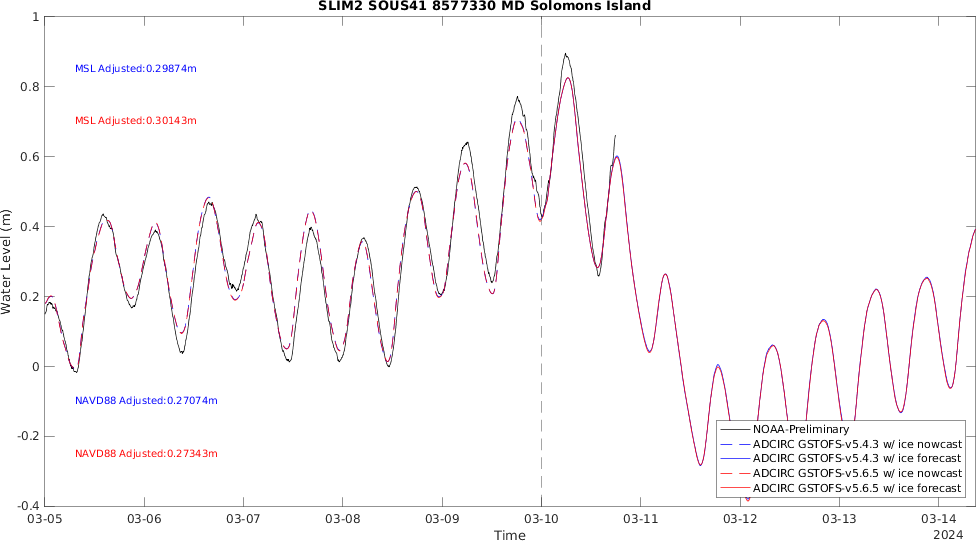 SLIM2 SOUS41 8577330 MD Solomons Island
1
0.8
0.6
0.4
0.2
0
-0.2
-0.4
Water Level (m)
MSL Adjusted:0.29874m
MSL Adjusted:0.30143m
NAVD88 Adjusted:0.27074m
NAVD88 Adjusted:0.27343m
NOAA-Preliminary
ADCIRC GSTOFS-v5.4.3 w/ ice nowcast
ADCIRC GSTOFS-v5.4.3 w/ ice forecast
ADCIRC GSTOFS-v5.6.5 w/ ice nowcast
ADCIRC GSTOFS-v5.6.5 w/ ice forecast
03-05 03-06 03-07 03-08 03-09 03-10 03-11 03-12 03-13 03-14
2024
Time